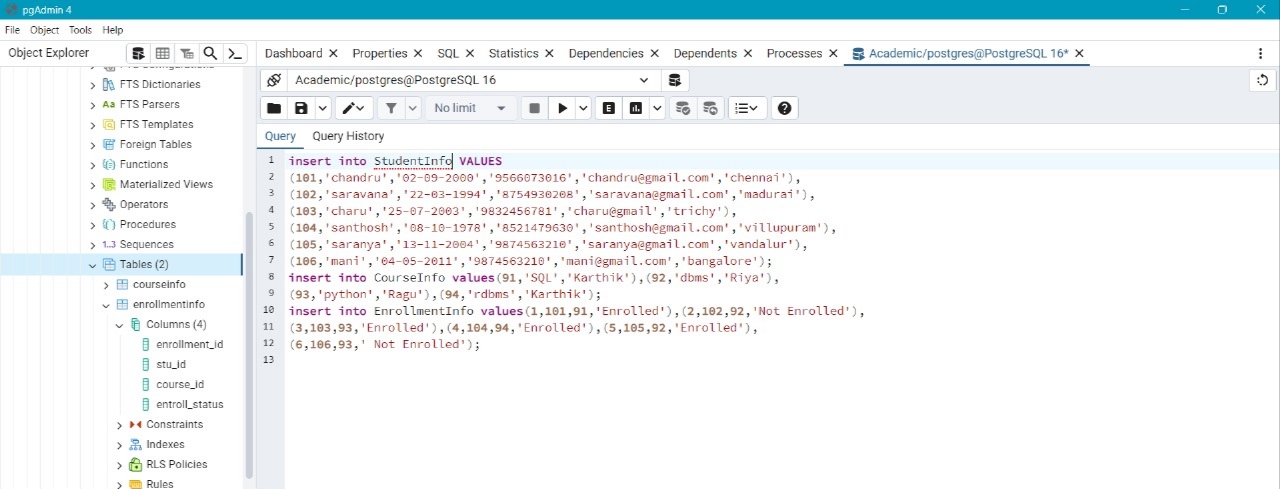 pgAdmin 4
File Object Tools Help
Object Explorer
Dashboard Properties SQL Statistics Dependencies Dependents Processes Academic/postgres@PostgreSQL 16*
FTS Dictionaries
Aa FTS Parsers
FTS Templates
Foreign Tables
Functions
Materialized Views
Operators
Procedures
1..3 Sequences
Tables (2)
courseinfo
enrollmentinfo
Columns (4)
enrollment_id
stu_id
course_id
entroll_status
Constraints
Indexes
RLS Policies
Rules
Academic/postgres@PostgreSQL 16
No limit E
Query Query History
1 insert into StudentInfo VALUES
2 (101,'chandru','02-09-2000','9566073016','chandru@gmail.com','chennai'),
3 (102,'saravana','22-03-1994','8754930208','saravana@gmail.com','madurai'),
4 (103,'charu','25-07-2003','9832456781','charu@gmail','trichy'),
5 (104,'santhosh','08-10-1978','8521479630','santhosh@gmail.com','villupuram'),
6 (105,'saranya','13-11-2004','9874563210','saranya@gmail.com','vandalur'),
7 (106,'mani','04-05-2011','9874563210','mani@gmail.com','bangalore');
8 insert into CourseInfo values(91,'SQL','Karthik'),(92,'dbms','Riya'),
9 (93,'python','Ragu'),(94,'rdbms','Karthik');
10 insert into EnrollmentInfo values(1,101,91,'Enrolled'),(2,102,92,'Not Enrolled'),
11 (3,103,93,'Enrolled'),(4,104,94,'Enrolled'),(5,105,92,'Enrolled'),
12 (6,106,93,' Not Enrolled');
13